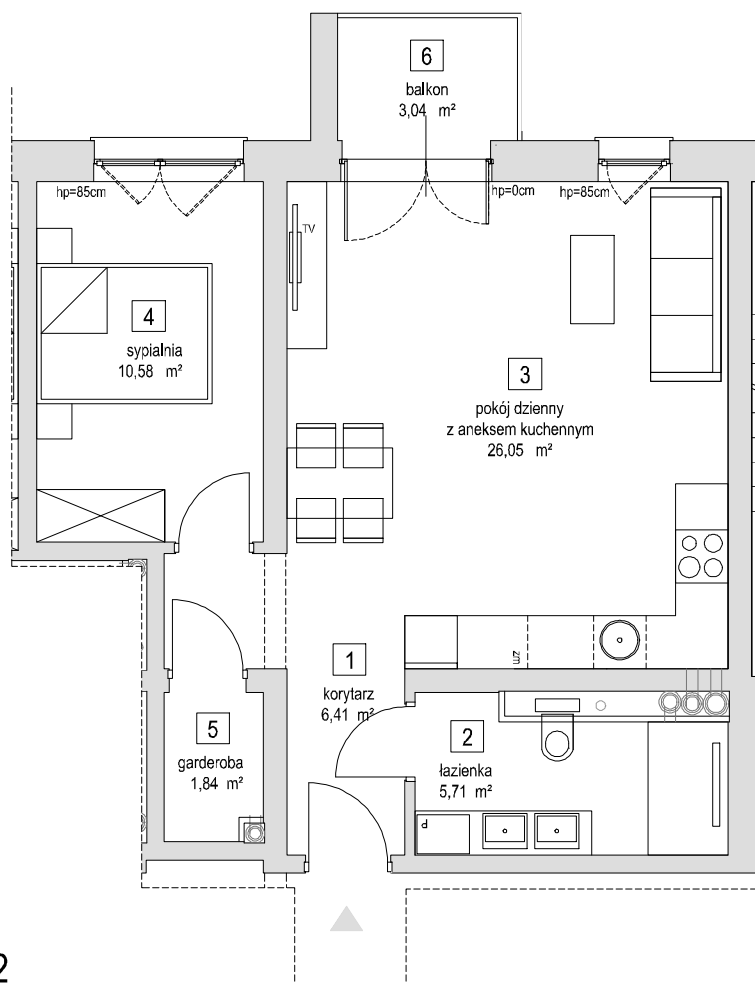 6
balkon
3,04 m²
hp=85cm
hp=0cm
hp=85cm
TV
4
sypialnia
10,58 m²
3
pokój dzienny
z aneksem kuchennym
26,05 m²
zm
1
korytarz
6,41 m²
5
garderoba
1,84 m²
2
łazienka
5,71 m²
P
2